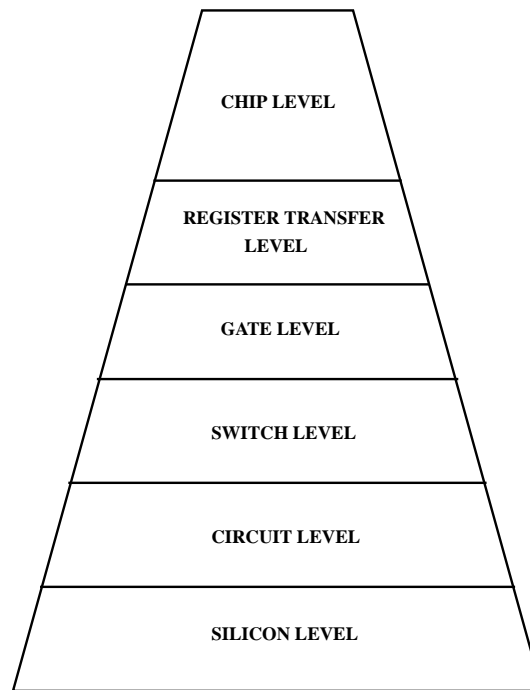 CHIP LEVEL
REGISTER TRANSFER
LEVEL
GATE LEVEL
SWITCH LEVEL
CIRCUIT LEVEL
SILICON LEVEL